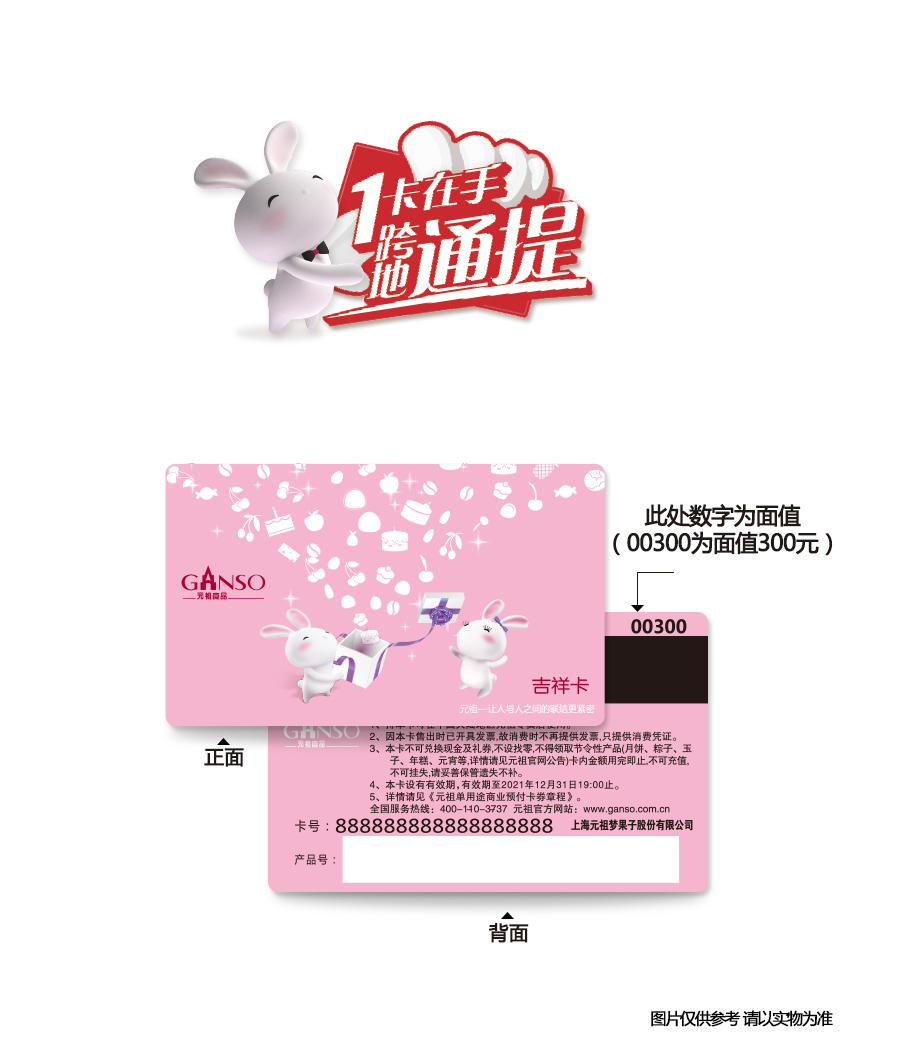 1卡在手
跨地通提
此处数字为面值
（00300为面值300元）
GANSO
元祖食品
00300
吉祥卡
元祖—让人与人之间的联结更紧密
正面
GANSO
2、因本卡售出时已开具发票,故消费时不再提供发票,只提供消费凭证。
3、本卡不可兑换现金及礼券,不设找零,不得领取节令性产品(月饼、粽子、玉
子、年糕、元宵等,详情请见元祖官网公告)卡内金额用完即止,不可充值,
不可挂失,请妥善保管遗失不补。
4、本卡设有有效期,有效期至2021年12月31日19:00止。
5、详情请见《元祖单用途商业预付卡券章程》。
全国服务热线：400-110-3737 元祖官方网站：www.ganso.com.cn
卡号：8888888888888888888 上海元祖梦果子股份有限公司
产品号：
背面
图片仅供参考 请以实物为准